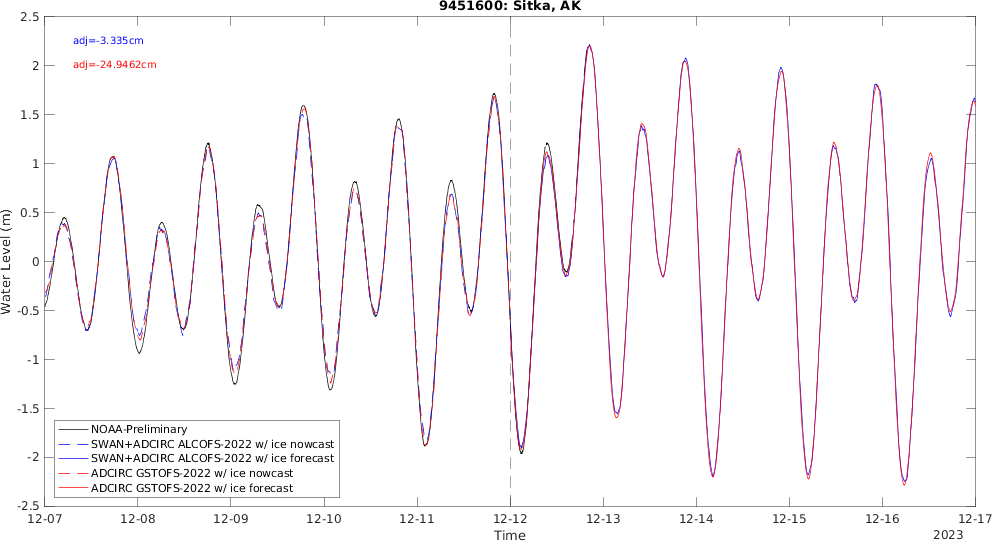 9451600: Sitka, AK
adj=-3.335cm
adj=-24.9462cm
2.5
2
1.5
1
0.5
0
-0.5
-1
-1.5
-2
-2.5
Water Level (m)
NOAA-Preliminary
SWAN+ADCIRC ALCOFS-2022 w/ ice nowcast
SWAN+ADCIRC ALCOFS-2022 w/ ice forecast
ADCIRC GSTOFS-2022 w/ ice nowcast
ADCIRC GSTOFS-2022 w/ ice forecast
12-07 12-08 12-09 12-10 12-11 12-12 12-13 12-14 12-15 12-16 12-17
Time
2023